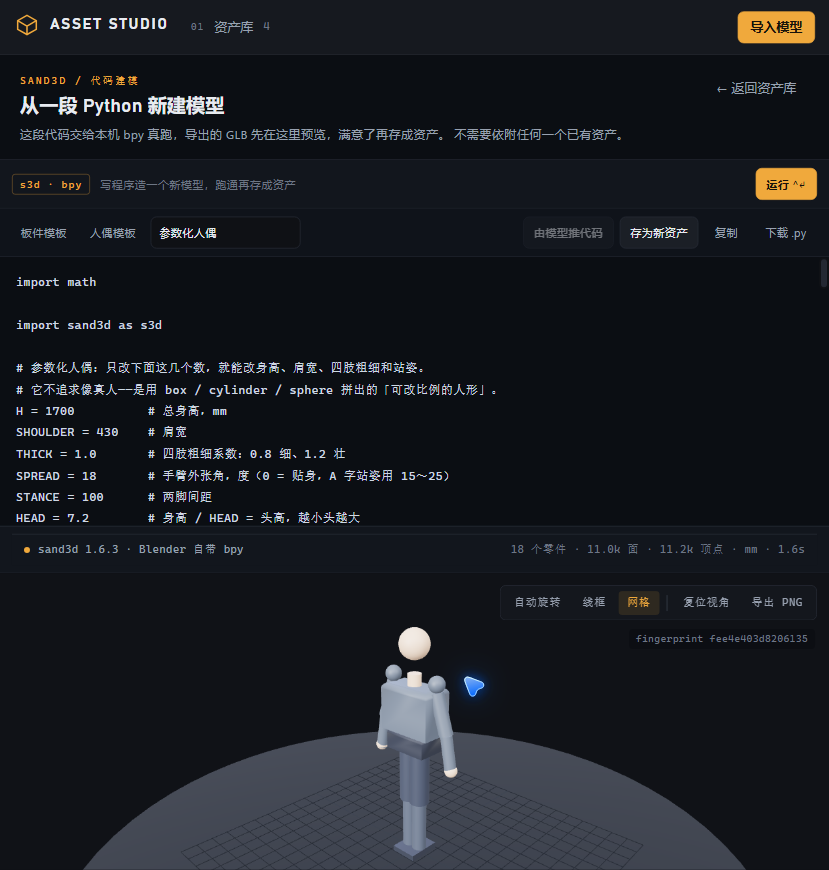 ASSET STUDIO 01 资产库 4 导入模型
SAND3D / 代码建模
← 返回资产库
从一段 Python 新建模型
这段代码交给本机 bpy 真跑，导出的 GLB 先在这里预览，满意了再存成资产。 不需要依附任何一个已有资产。
s3d · bpy 写程序造一个新模型，跑通再存成资产 运行 ^↵
板件模板 人偶模板 参数化人偶 由模型推代码 存为新资产 复制 下载 .py
import math
import sand3d as s3d
# 参数化人偶：只改下面这几个数，就能改身高、肩宽、四肢粗细和站姿。
# 它不追求像真人——是用 box / cylinder / sphere 拼出的「可改比例的人形」。
H = 1700 # 总身高，mm
SHOULDER = 430 # 肩宽
THICK = 1.0 # 四肢粗细系数：0.8 细、1.2 壮
SPREAD = 18 # 手臂外张角，度（0 = 贴身，A 字站姿用 15～25）
STANCE = 100 # 两脚间距
HEAD = 7.2 # 身高 / HEAD = 头高，越小头越大
sand3d 1.6.3 · Blender 自带 bpy 18 个零件 · 11.0k 面 · 11.2k 顶点 · mm · 1.6s
自动旋转 线框 网格 复位视角 导出 PNG
fingerprint fee4e403d8206135